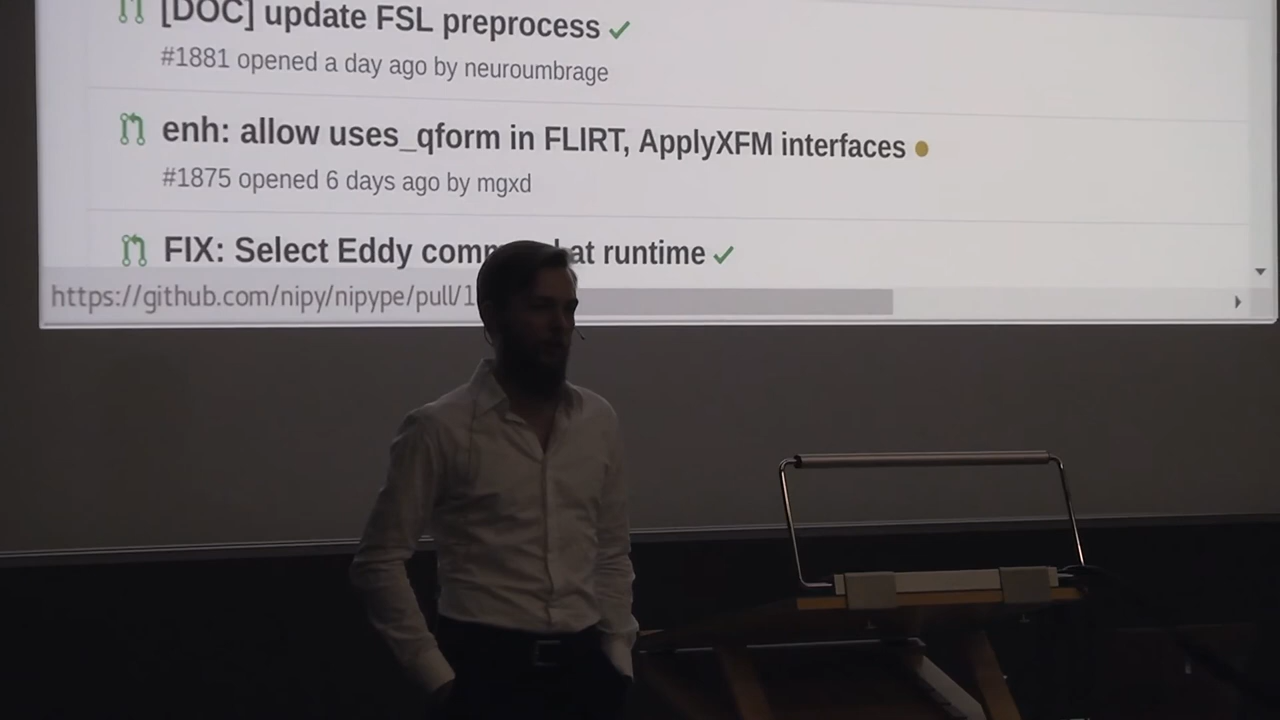 [DOC] update FSL preprocess
#1881 opened a day ago by neuroumbrage
enh: allow uses_qform in FLIRT, ApplyXFM interfaces
#1875 opened 6 days ago by mgxd
FIX: Select Eddy at runtime
https://github.com/nipy/nipype/pull/1